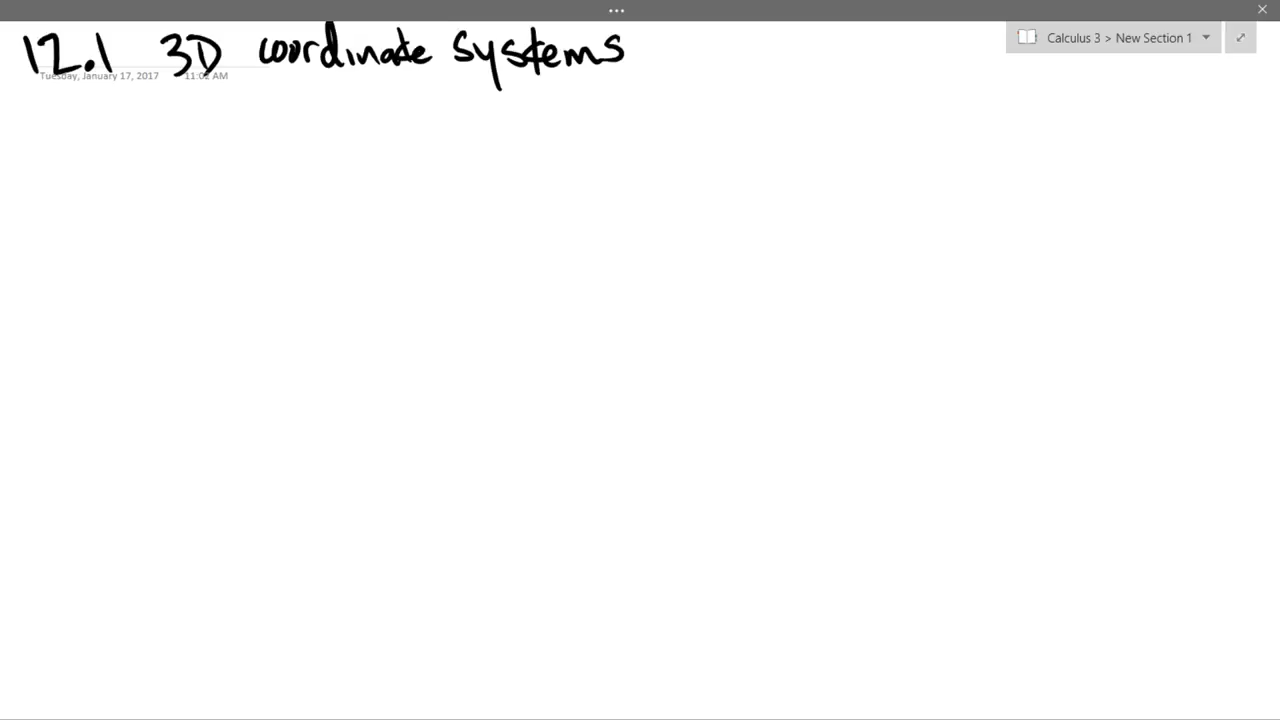 12.1 3D coordinate systems
Tuesday, January 17, 2017 11:02 AM
Calculus 3 > New Section 1